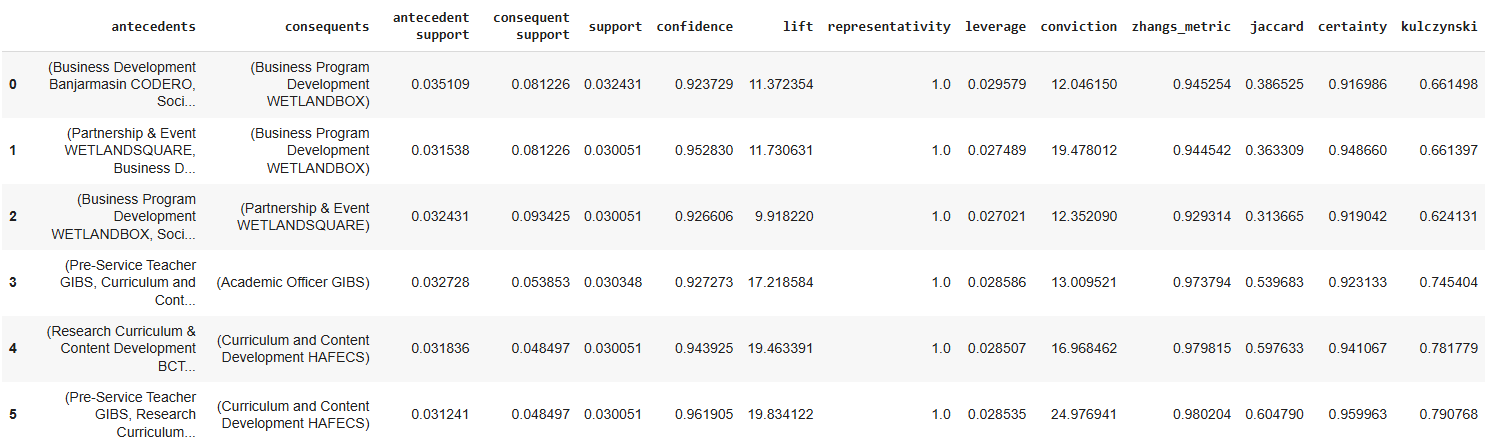 antecedents consequents antecedent support consequent support support confidence lift representativity leverage conviction zhangs_metric jaccard certainty kulczynski
0 (Business Development Banjarmasin CODERO, Soci... (Business Program Development WETLANDBOX) 0.035109 0.081226 0.032431 0.923729 11.372354 1.0 0.029579 12.046150 0.945254 0.386525 0.916986 0.661498
1 (Partnership & Event WETLANDSQUARE, Business D... (Business Program Development WETLANDBOX) 0.031538 0.081226 0.030051 0.952830 11.730631 1.0 0.027489 19.478012 0.944542 0.363309 0.948660 0.661397
2 (Business Program Development WETLANDBOX, Soci... (Partnership & Event WETLANDSQUARE) 0.032431 0.093425 0.030051 0.926606 9.918220 1.0 0.027021 12.352090 0.929314 0.313665 0.919042 0.624131
3 (Pre-Service Teacher GIBS, Curriculum and Cont... (Academic Officer GIBS) 0.032728 0.053853 0.030348 0.927273 17.218584 1.0 0.028586 13.009521 0.973794 0.539683 0.923133 0.745404
4 (Research Curriculum & Content Development BCT... (Curriculum and Content Development HAFECS) 0.031836 0.048497 0.030051 0.943925 19.463391 1.0 0.028507 16.968462 0.979815 0.597633 0.941067 0.781779
5 (Pre-Service Teacher GIBS, Research Curriculum... (Curriculum and Content Development HAFECS) 0.031241 0.048497 0.030051 0.961905 19.834122 1.0 0.028535 24.976941 0.980204 0.604790 0.959963 0.790768